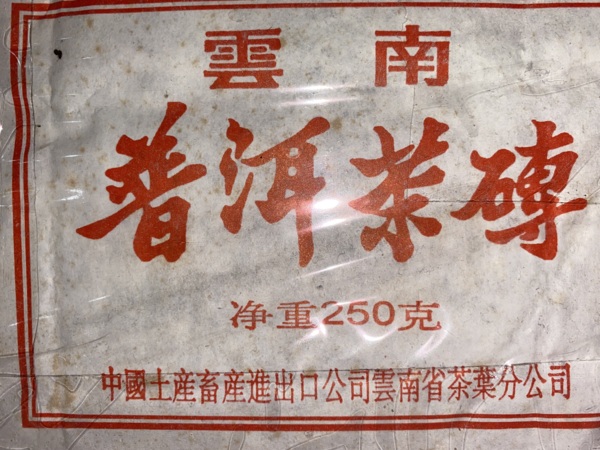 雲南
普洱茶磚
净重250克
中國土産畜産進出口公司雲南省茶葉分公司